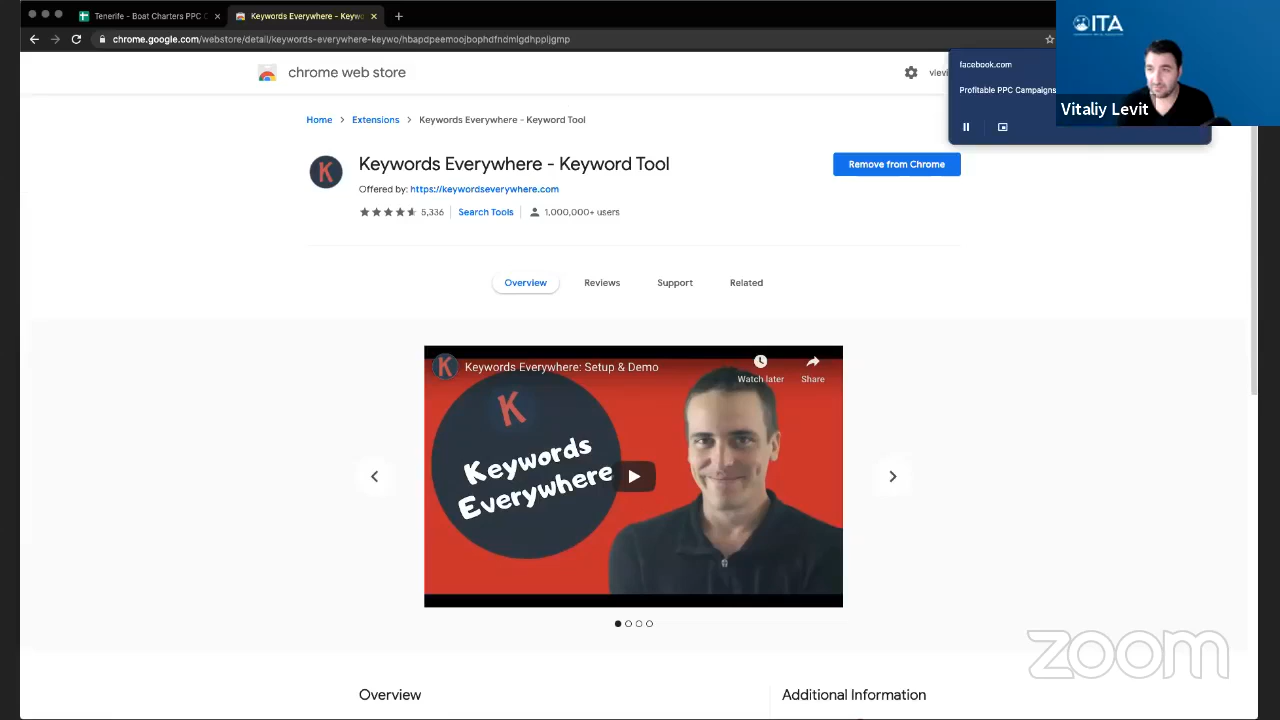 Tenerife - Boat Charters PPC C
Keywords Everywhere - Keywo
chrome.google.com/webstore/detail/keywords-everywhere-keywo/hbapdpeemoojbophdfndmlgdhppljgmp
ITA
chrome web store
vlevi
facebook.com
Profitable PPC Campaigns
Vitaliy Levit
Home
Extensions
Keywords Everywhere - Keyword Tool
K
Keywords Everywhere - Keyword Tool
Remove from Chrome
Offered by: https://keywordseverywhere.com
5,336
Search Tools
1,000,000+ users
Overview
Reviews
Support
Related
K
Keywords Everywhere: Setup & Demo
Watch later
Share
K
Keywords
Everywhere
zoom
Overview
Additional Information